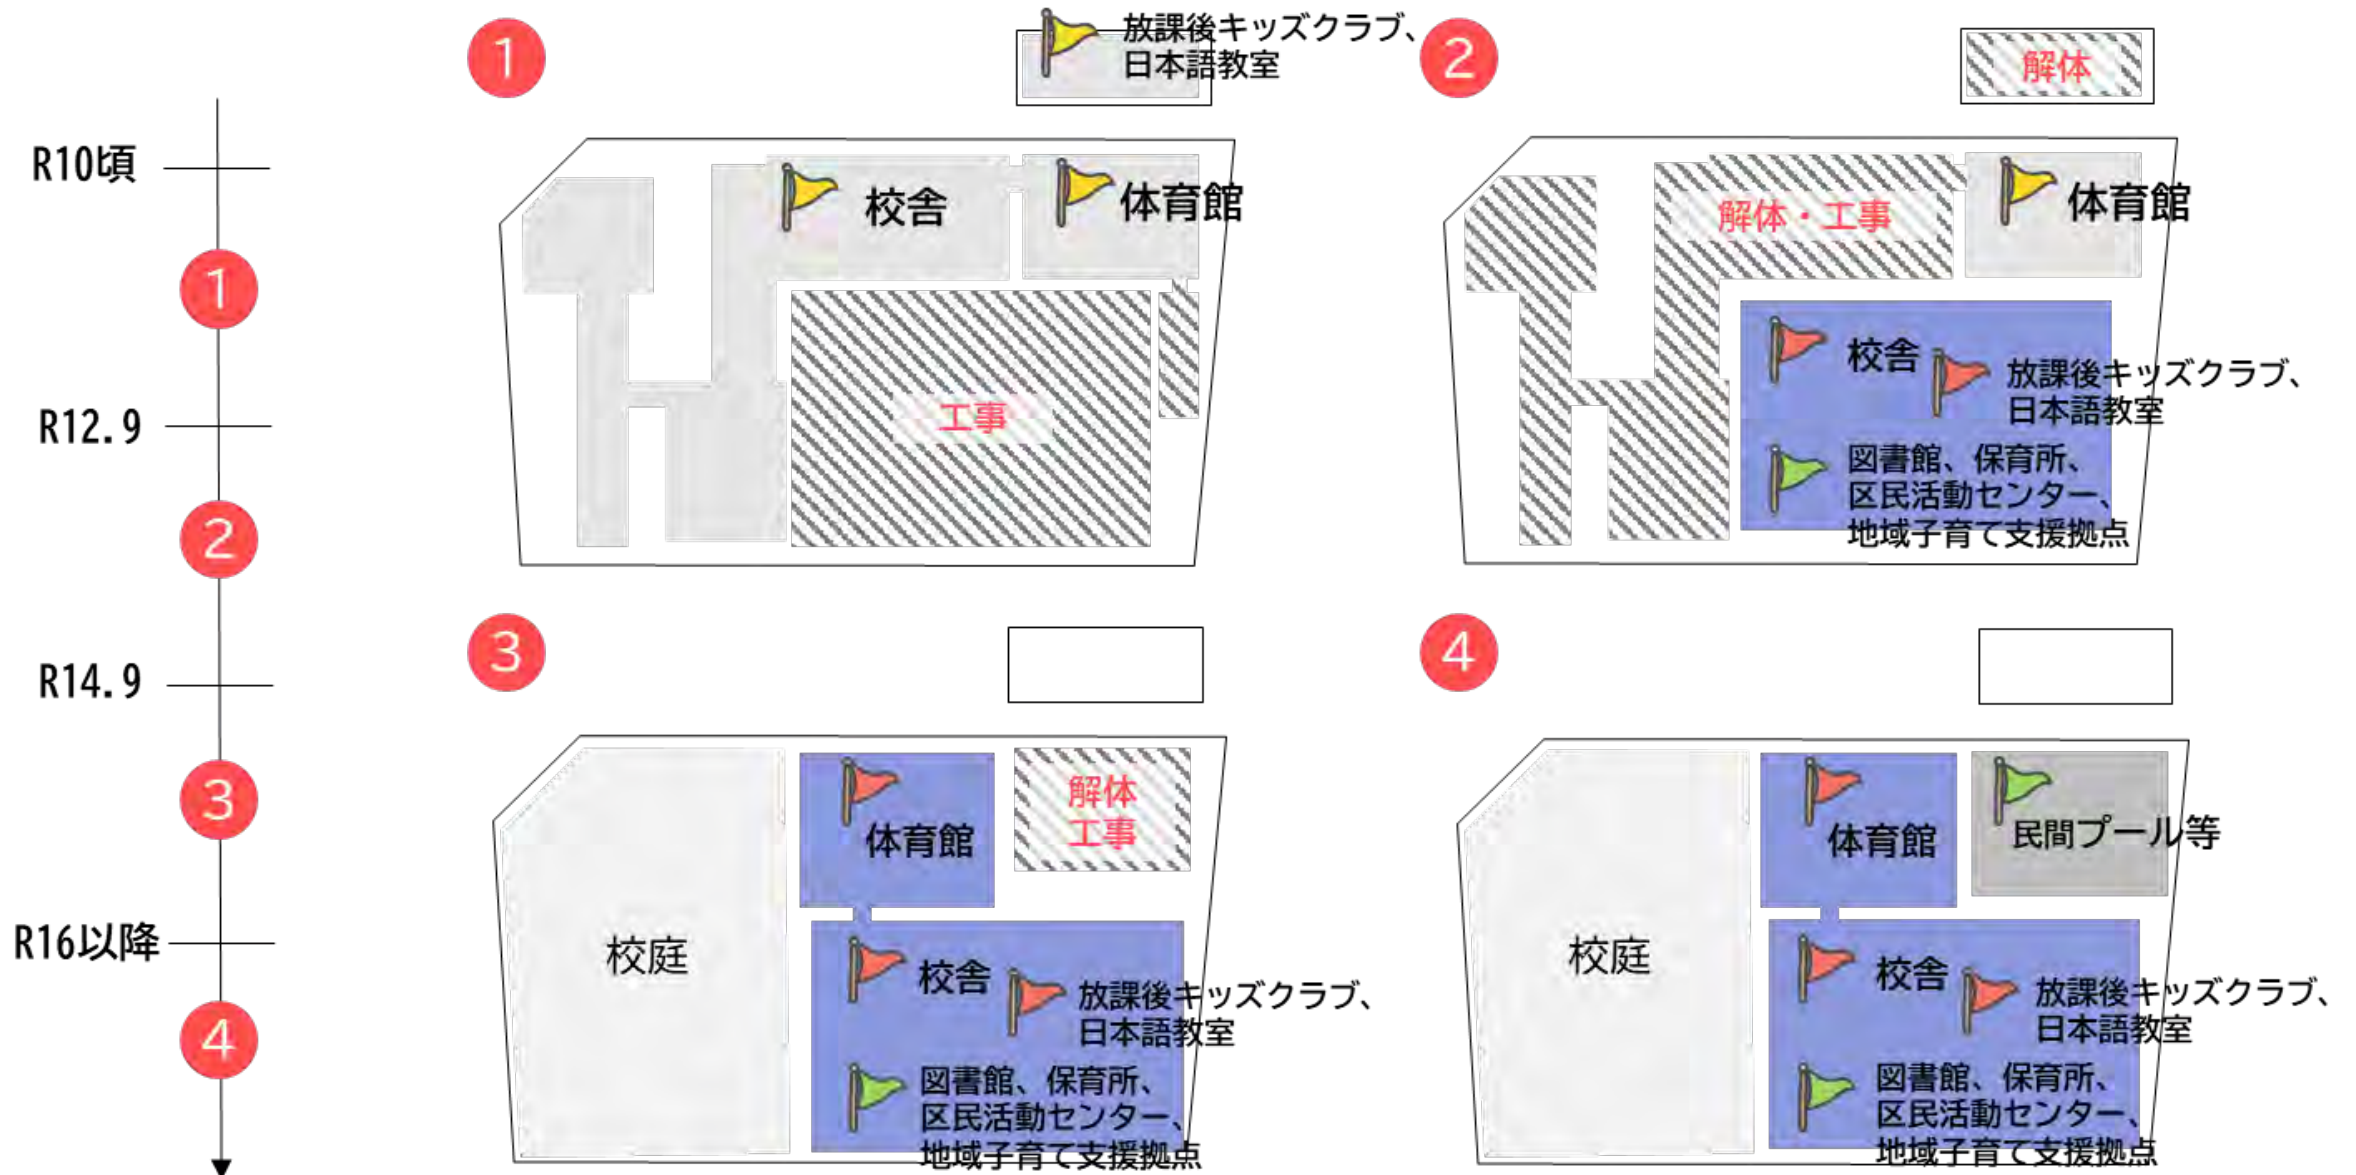 R10頃
①
R12.9
②
R14.9
③
R16以降
④
①
放課後キッズクラブ、
日本語教室
校舎
体育館
工事
②
解体
解体・工事
体育館
校舎
放課後キッズクラブ、
日本語教室
図書館、保育所、
区民活動センター、
地域子育て支援拠点
③
体育館
解体
工事
校庭
校舎
放課後キッズクラブ、
日本語教室
図書館、保育所、
区民活動センター、
地域子育て支援拠点
④
体育館
民間プール等
校庭
校舎
放課後キッズクラブ、
日本語教室
図書館、保育所、
区民活動センター、
地域子育て支援拠点